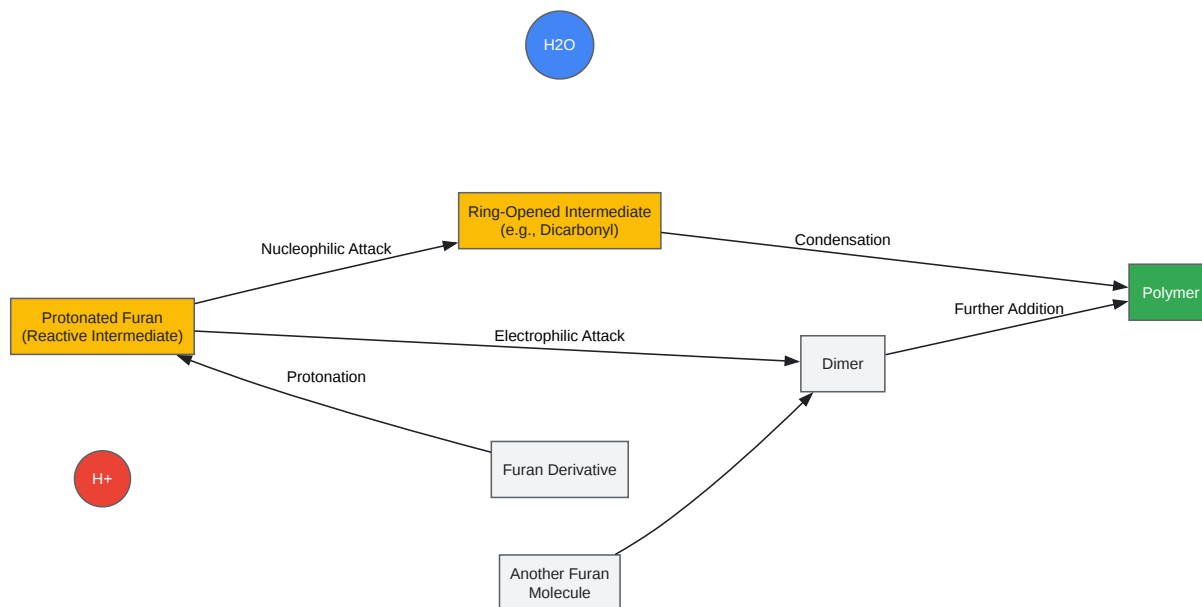 H2O
Ring-Opened Intermediate
(e.g., Dicarbonyl)
Condensation
Nucleophilic Attack
Polymer
Further Addition
Protonated Furan
(Reactive Intermediate)
Electrophilic Attack
Dimer
Protonation
Furan Derivative
H+
Another Furan
Molecule